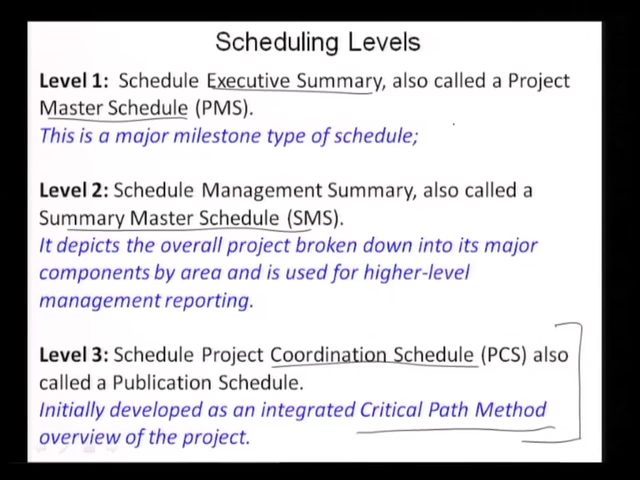 Scheduling Levels
Level 1: Schedule Executive Summary, also called a Project
Master Schedule (PMS).
This is a major milestone type of schedule;
Level 2: Schedule Management Summary, also called a
Summary Master Schedule (SMS).
It depicts the overall project broken down into its major
components by area and is used for higher-level
management reporting.
Level 3: Schedule Project Coordination Schedule (PCS) also
called a Publication Schedule.
Initially developed as an integrated Critical Path Method
overview of the project.